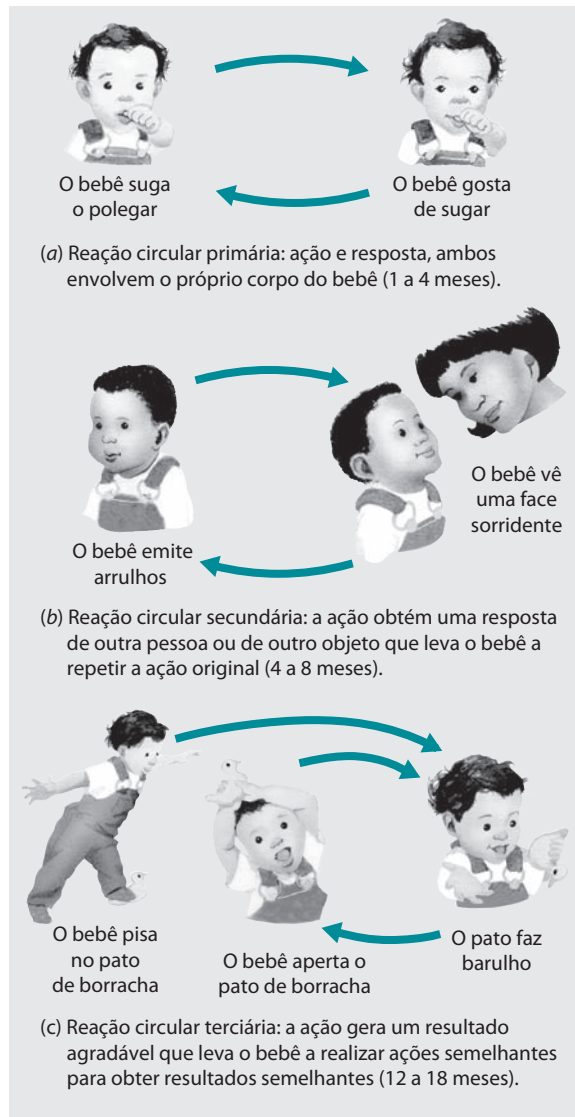 O bebê suga
o polegar
O bebê gosta
de sugar
(a) Reação circular primária: ação e resposta, ambos
envolvem o próprio corpo do bebê (1 a 4 meses).
O bebê emite
arrulhos
O bebê vê
uma face
sorridente
(b) Reação circular secundária: a ação obtém uma resposta
de outra pessoa ou de outro objeto que leva o bebê a
repetir a ação original (4 a 8 meses).
O bebê pisa
no pato
de borracha
O bebê aperta o
pato de borracha
O pato faz
barulho
(c) Reação circular terciária: a ação gera um resultado
agradável que leva o bebê a realizar ações semelhantes
para obter resultados semelhantes (12 a 18 meses).